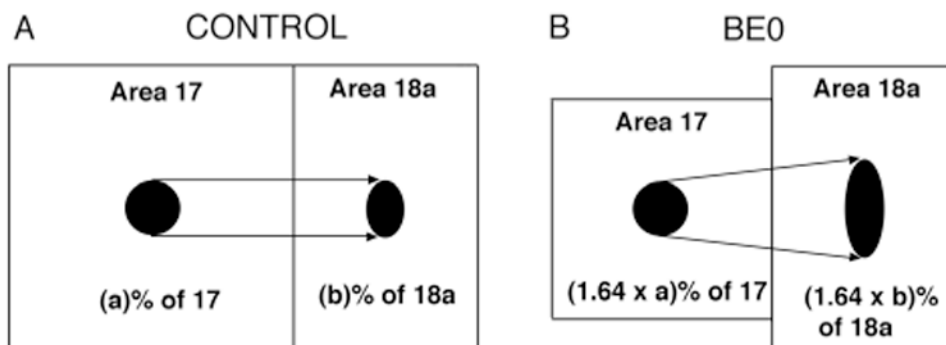 A
CONTROL
Area 17
Area 18a
(a)% of 17
(b)% of 18a
B
BE0
Area 17
Area 18a
(1.64 x a)% of 17
(1.64 x b)%
of 18a